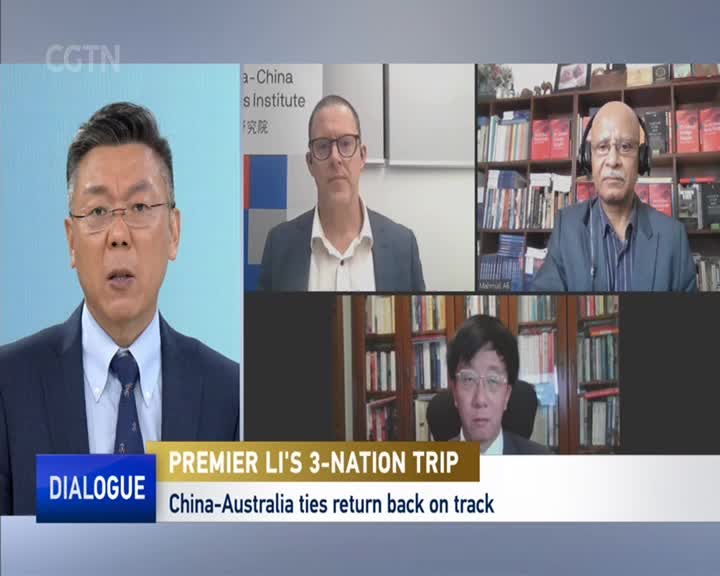 CGTN
a-China
s Institute
究院
Mahmud Ali
DIALOGUE
PREMIER LI'S 3-NATION TRIP
China-Australia ties return back on track